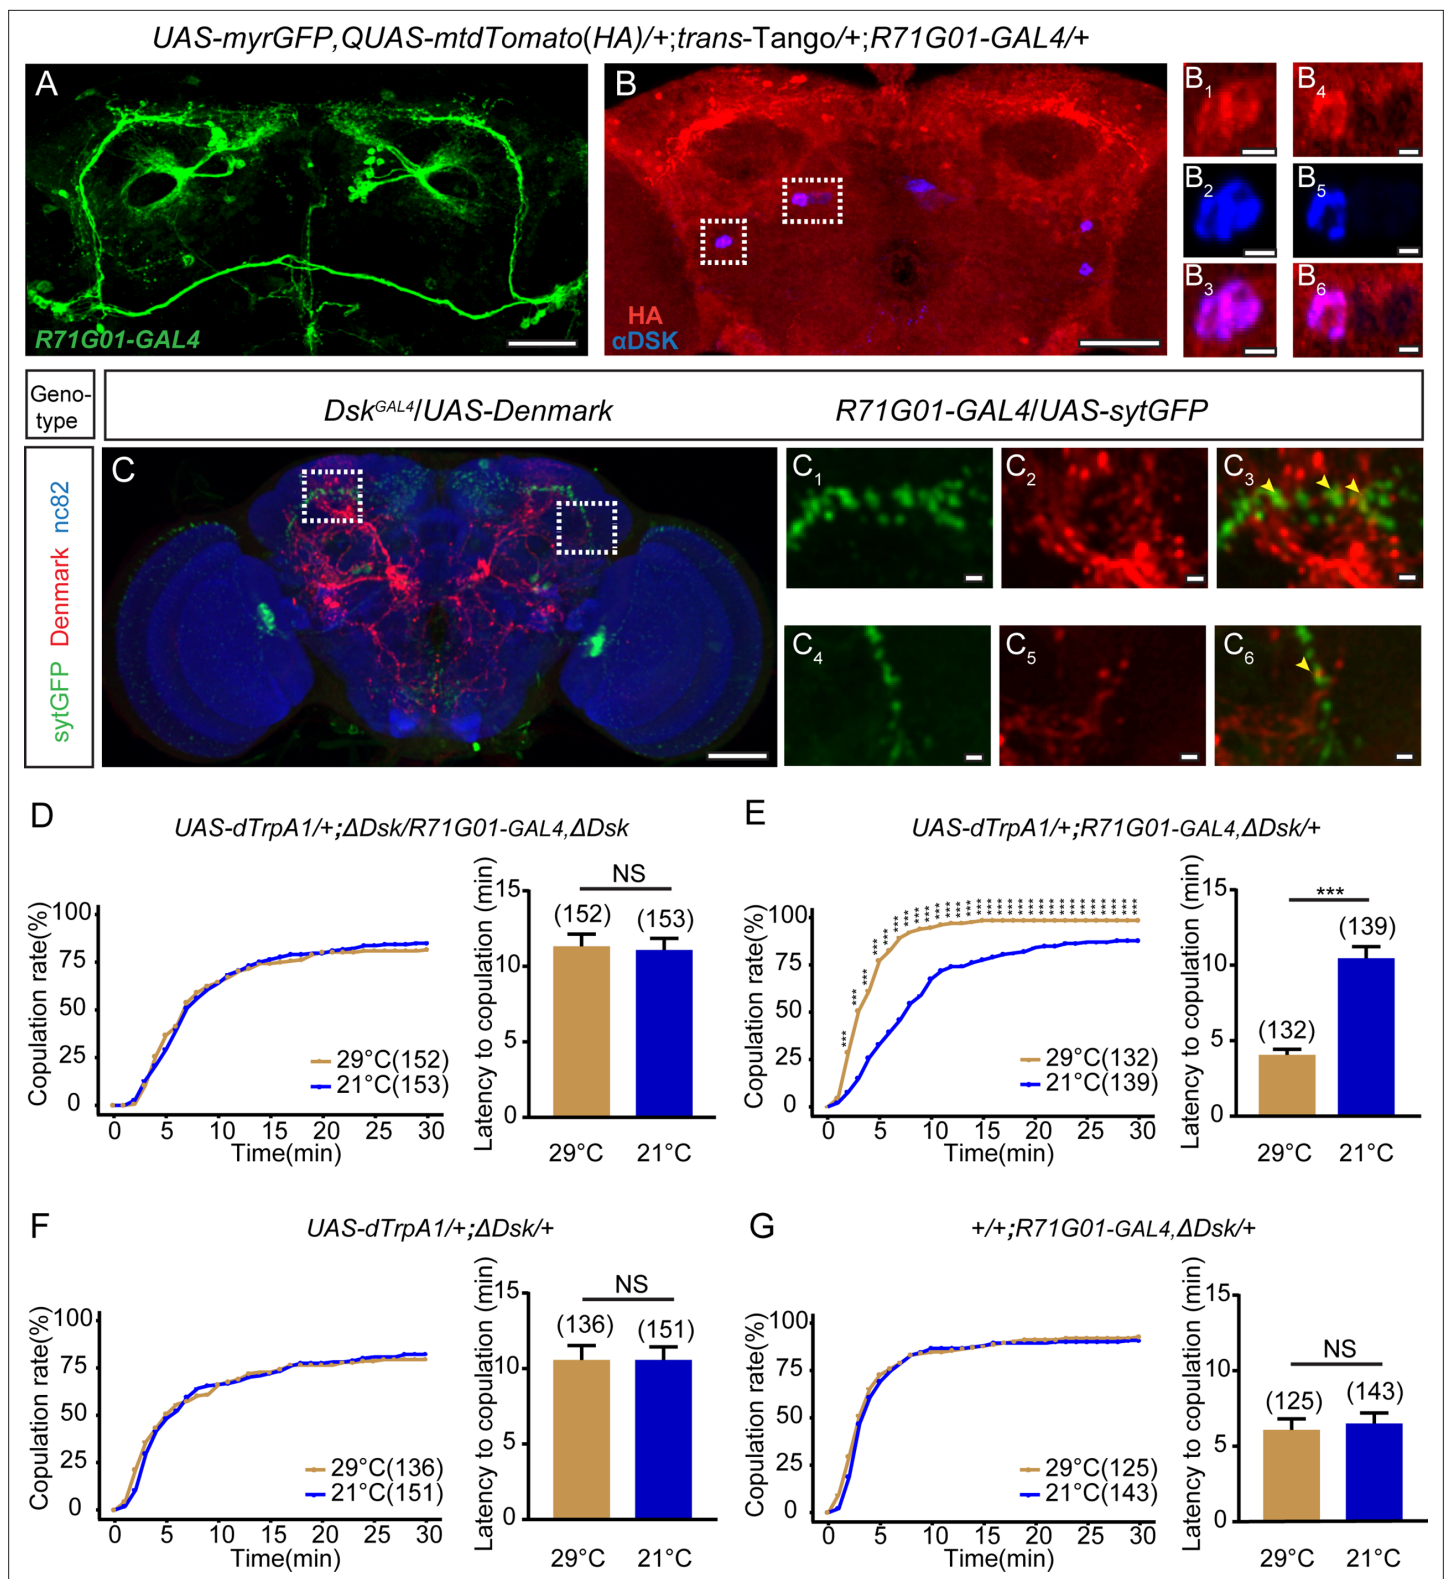 UAS-myrGFP,QUAS-mtdTomato(HA)/+;trans-Tango/+;R71G01-GAL4/+
A
R71G01-GAL4
B
HA
αDSK
B1
B4
B2
B5
B3
B6
Geno-
type
DskGAL4/UAS-Denmark
R71G01-GAL4/UAS-sytGFP
sytGFP Denmark nc82
C
C1
C2
C3
C4
C5
C6
D
UAS-dTrpA1/+;ΔDsk/R71G01-GAL4,ΔDsk
Copulation rate(%)
100
75
50
25
0
29°C(152)
21°C(153)
0 5 10 15 20 25 30
Time(min)
Latency to copulation (min)
15
10
5
0
NS
(152)
(153)
29°C 21°C
E
UAS-dTrpA1/+;R71G01-GAL4,ΔDsk/+
Copulation rate(%)
100
75
50
25
0
*** *** *** *** *** *** *** *** *** *** *** *** *** *** *** *** *** *** *** *** *** *** *** *** *** *** *** *** ***
29°C(132)
21°C(139)
0 5 10 15 20 25 30
Time(min)
Latency to copulation (min)
15
10
5
0
***
(132)
(139)
29°C 21°C
F
UAS-dTrpA1/+;ΔDsk/+
Copulation rate(%)
100
75
50
25
0
29°C(136)
21°C(151)
0 5 10 15 20 25 30
Time(min)
Latency to copulation (min)
15
10
5
0
NS
(136)
(151)
29°C 21°C
G
+/+;R71G01-GAL4,ΔDsk/+
Copulation rate(%)
100
75
50
25
0
29°C(125)
21°C(143)
0 5 10 15 20 25 30
Time(min)
Latency to copulation (min)
15
10
5
0
NS
(125)
(143)
29°C 21°C